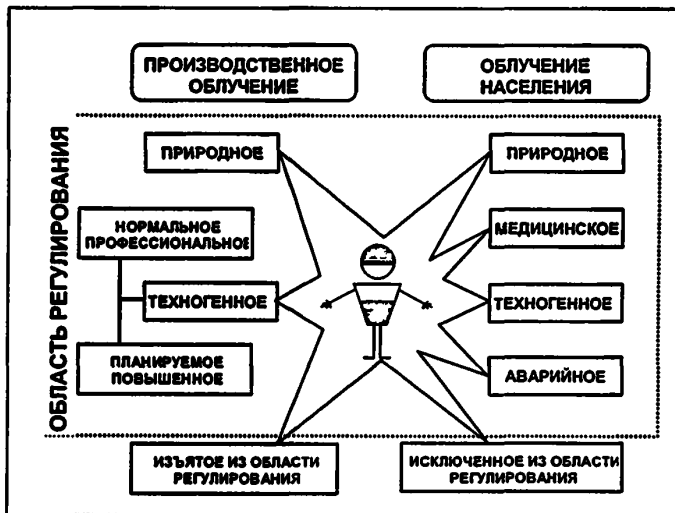 ПРОИЗВОДСТВЕННОЕ
ОБЛУЧЕНИЕ
ОБЛУЧЕНИЕ
НАСЕЛЕНИЯ
ОБЛАСТЬ РЕГУЛИРОВАНИЯ
ПРИРОДНОЕ
ПРИРОДНОЕ
НОРМАЛЬНОЕ
ПРОФЕССИОНАЛЬНОЕ
МЕДИЦИНСКОЕ
ТЕХНОГЕННОЕ
ТЕХНОГЕННОЕ
ПЛАНИРУЕМОЕ
ПОВЫШЕННОЕ
АВАРИЙНОЕ
ИЗЪЯТОЕ ИЗ ОБЛАСТИ
РЕГУЛИРОВАНИЯ
ИСКЛЮЧЕННОЕ ИЗ ОБЛАСТИ
РЕГУЛИРОВАНИЯ